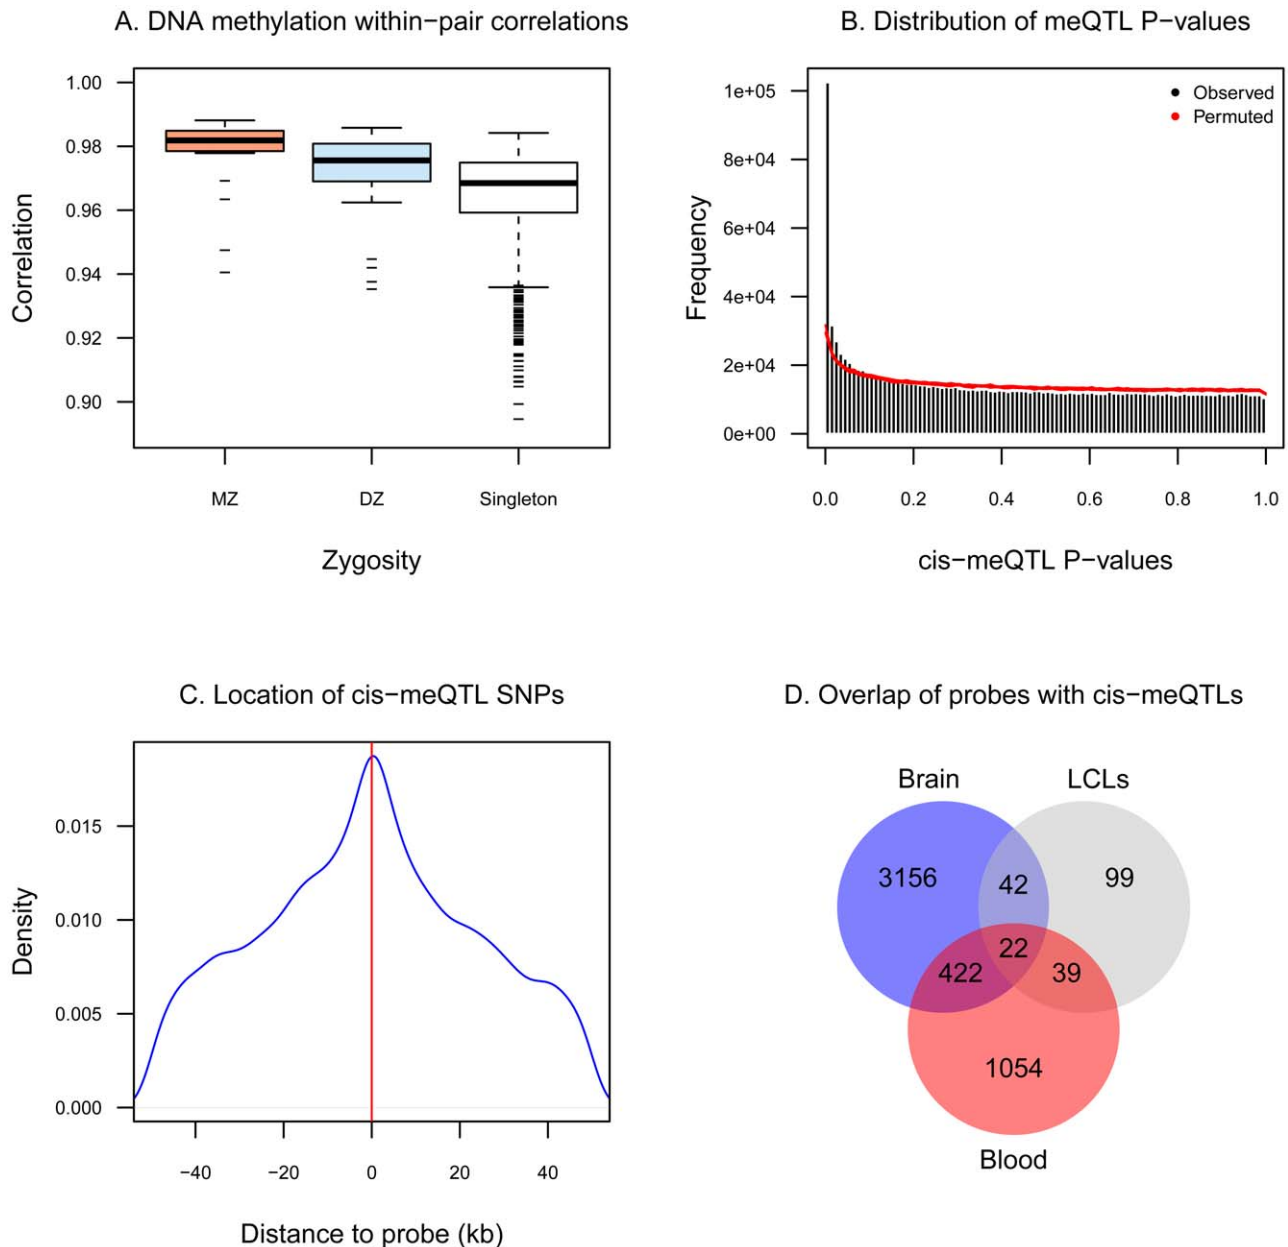 A. DNA methylation within−pair correlations
1.00
0.98
0.96
0.94
0.92
0.90
Correlation
MZ DZ Singleton
Zygosity
B. Distribution of meQTL P−values
1e+05
8e+04
6e+04
4e+04
2e+04
0e+00
Frequency
Observed
Permuted
0.0 0.2 0.4 0.6 0.8 1.0
cis−meQTL P−values
C. Location of cis−meQTL SNPs
0.015
0.010
0.005
0.000
Density
−40 −20 0 20 40
Distance to probe (kb)
D. Overlap of probes with cis−meQTLs
Brain LCLs
3156 42 99
22
422 39
1054
Blood